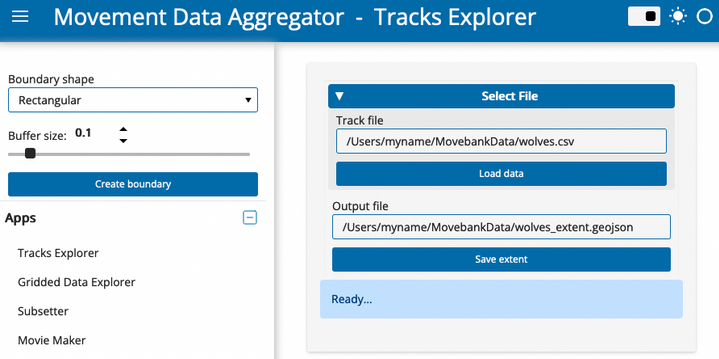 Movement Data Aggregator - Tracks Explorer
Boundary shape
Rectangular
Buffer size: 0.1
Create boundary
Apps
Tracks Explorer
Gridded Data Explorer
Subsetter
Movie Maker
Select File
Track file
/Users/myname/MovebankData/wolves.csv
Load data
Output file
/Users/myname/MovebankData/wolves_extent.geojson
Save extent
Ready...